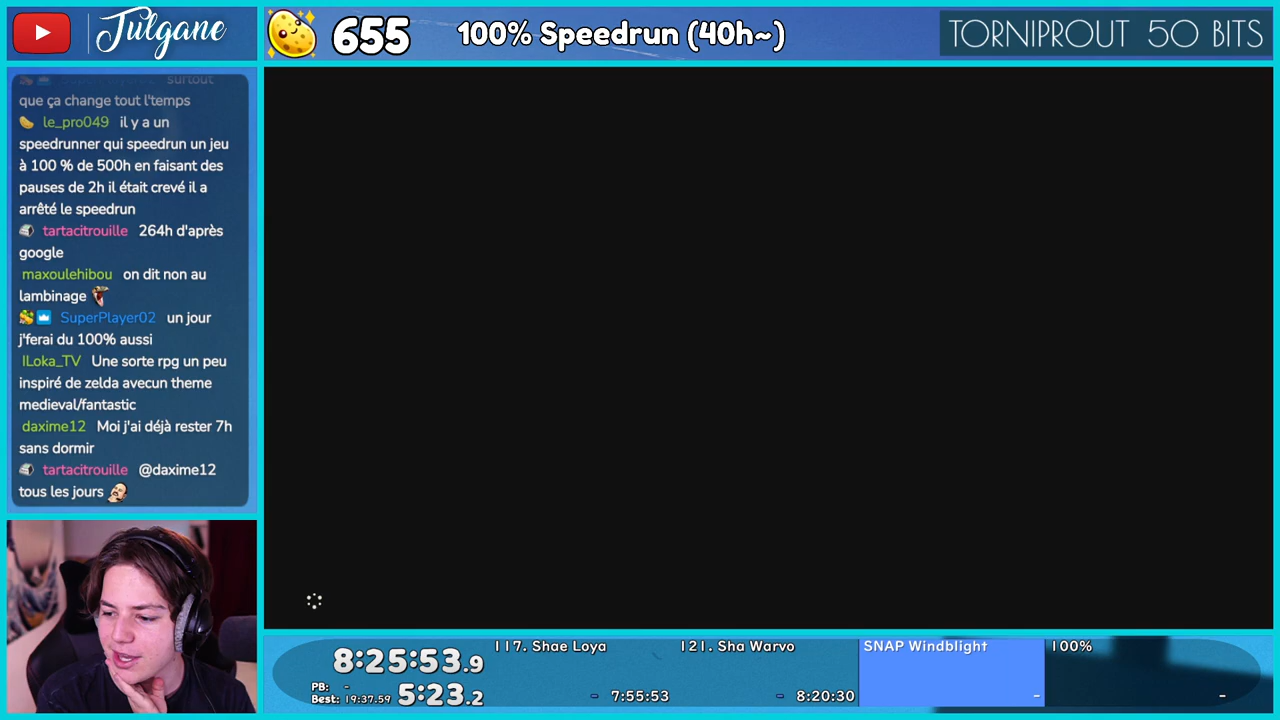 Julgane
655
100% Speedrun (40h~)
TORNIPROUT 50 BITS
surtout
que ça change tout l'temps
le_pro049 il y a un
speedrunner qui speedrun un jeu
à 100 % de 500h en faisant des
pauses de 2h il était crevé il a
arrêté le speedrun
tartacitrouille 264h d'après
google
maxoulehibou on dit non au
lambinage
SuperPlayer02 un jour
j'ferai du 100% aussi
ILoka_TV Une sorte rpg un peu
inspiré de zelda avecun theme
medieval/fantastic
daxime12 Moi j'ai déjà rester 7h
sans dormir
tartacitrouille @daxime12
tous les jours
8:25:53.9
PB: -
Best: 19:37.59
5:23.2
117. Shae Loya
- 7:55:53
121. Sha Warvo
- 8:20:30
SNAP Windblight
-
100%
-